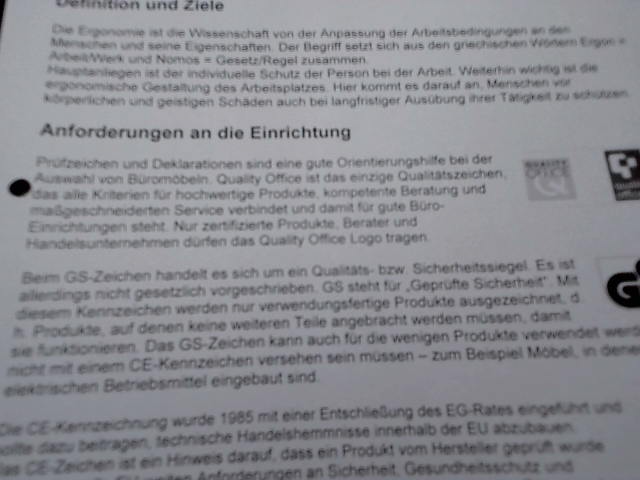 Definition und Ziele
Die Ergonomie ist die Wissenschaft von der Anpassung der Arbeitsbedingungen an den
Menschen und seine Eigenschaften. Der Begriff setzt sich aus den griechischen Wörtern Ergon =
Arbeit/Werk und Nomos = Gesetz/Regel zusammen.
Hauptanliegen ist der individuelle Schutz der Person bei der Arbeit. Weiterhin wichtig ist die
ergonomische Gestaltung des Arbeitsplatzes. Hier kommt es darauf an, Menschen vor
körperlichen und geistigen Schäden auch bei langfristiger Ausübung ihrer Tätigkeit zu schützen.
Anforderungen an die Einrichtung
Prüfzeichen und Deklarationen sind eine gute Orientierungshilfe bei der
Auswahl von Büromöbeln. Quality Office ist das einzige Qualitätszeichen,
das alle Kriterien für hochwertige Produkte, kompetente Beratung und
maßgeschneiderten Service verbindet und damit für gute Büro-
Einrichtungen steht. Nur zertifizierte Produkte, Berater und
Handelsunternehmen dürfen das Quality Office Logo tragen.
QUALITY
OFFICE
Beim GS-Zeichen handelt es sich um ein Qualitäts- bzw. Sicherheitssiegel. Es ist
allerdings nicht gesetzlich vorgeschrieben. GS steht für „Geprüfte Sicherheit". Mit
diesem Kennzeichen werden nur verwendungsfertige Produkte ausgezeichnet, d.
h. Produkte, auf denen keine weiteren Teile angebracht werden müssen, damit
sie funktionieren. Das GS-Zeichen kann auch für die wenigen Produkte verwendet werd
nicht mit einem CE-Kennzeichen versehen sein müssen – zum Beispiel Möbel, in denen
elektrischen Betriebsmittel eingebaut sind.
Die CE-Kennzeichnung wurde 1985 mit einer Entschließung des EG-Rates eingeführt und
sollte dazu beitragen, technische Handelshemmnisse innerhalb der EU abzubauen.
das CE-Zeichen ist ein Hinweis darauf, dass ein Produkt vom Hersteller geprüft wurde
Anforderungen an Sicherheit, Gesundheitsschutz und